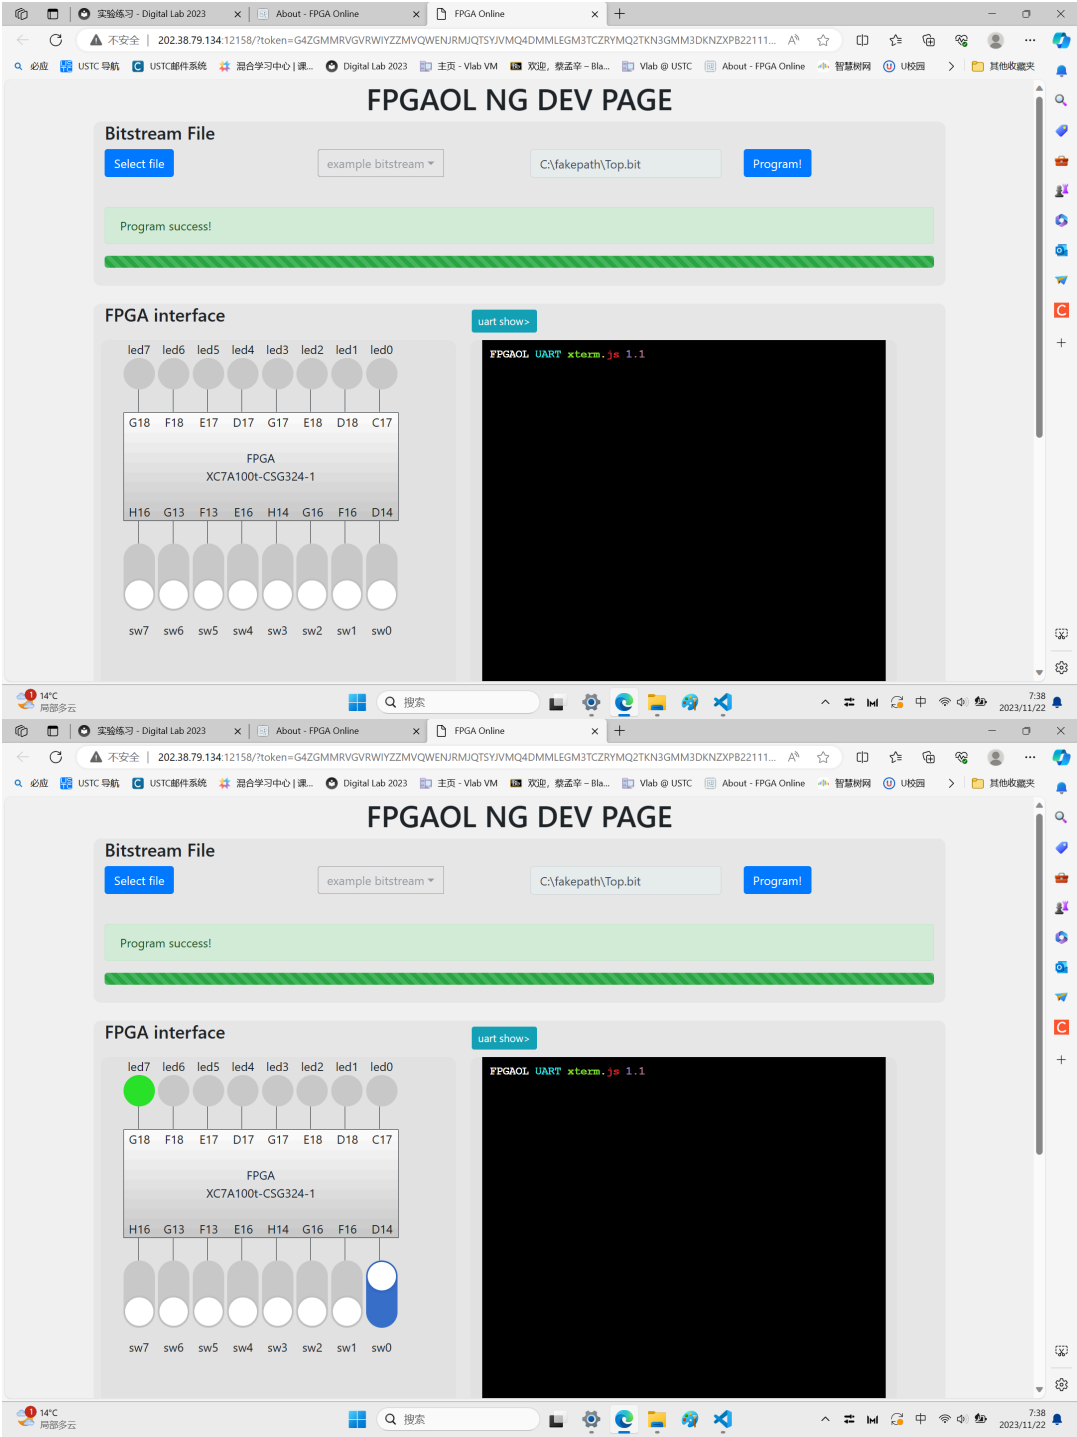 实验练习 - Digital Lab 2023
About - FPGA Online
FPGA Online
不安全
202.38.79.134:12158/?token=G4ZGMMRVGVRWIYZZMVQWENJRMJQTSYJVMQ4DMMLEGM3TCZRYMQ2TKN3GMM3DKNZXPB22111...
必应
USTC 导航
USTC邮件系统
混合学习中心 | 课...
Digital Lab 2023
主页 - Vlab VM
欢迎, 蔡孟辛 – Bla...
Vlab @ USTC
About - FPGA Online
智慧树网
U校园
其他收藏夹
FPGAOL NG DEV PAGE
Bitstream File
Select file
example bitstream
C:\fakepath\Top.bit
Program!
Program success!
FPGA interface
uart show>
led7 led6 led5 led4 led3 led2 led1 led0
FPGAOL UART xterm.js 1.1
G18 F18 E17 D17 G17 E18 D18 C17
FPGA
XC7A100t-CSG324-1
H16 G13 F13 E16 H14 G16 F16 D14
sw7 sw6 sw5 sw4 sw3 sw2 sw1 sw0
1
14°C
局部多云
搜索
中
7:38
2023/11/22
实验练习 - Digital Lab 2023
About - FPGA Online
FPGA Online
不安全
202.38.79.134:12158/?token=G4ZGMMRVGVRWIYZZMVQWENJRMJQTSYJVMQ4DMMLEGM3TCZRYMQ2TKN3GMM3DKNZXPB22111...
必应
USTC 导航
USTC邮件系统
混合学习中心 | 课...
Digital Lab 2023
主页 - Vlab VM
欢迎, 蔡孟辛 – Bla...
Vlab @ USTC
About - FPGA Online
智慧树网
U校园
其他收藏夹
FPGAOL NG DEV PAGE
Bitstream File
Select file
example bitstream
C:\fakepath\Top.bit
Program!
Program success!
FPGA interface
uart show>
led7 led6 led5 led4 led3 led2 led1 led0
FPGAOL UART xterm.js 1.1
G18 F18 E17 D17 G17 E18 D18 C17
FPGA
XC7A100t-CSG324-1
H16 G13 F13 E16 H14 G16 F16 D14
sw7 sw6 sw5 sw4 sw3 sw2 sw1 sw0
1
14°C
局部多云
搜索
中
7:38
2023/11/22